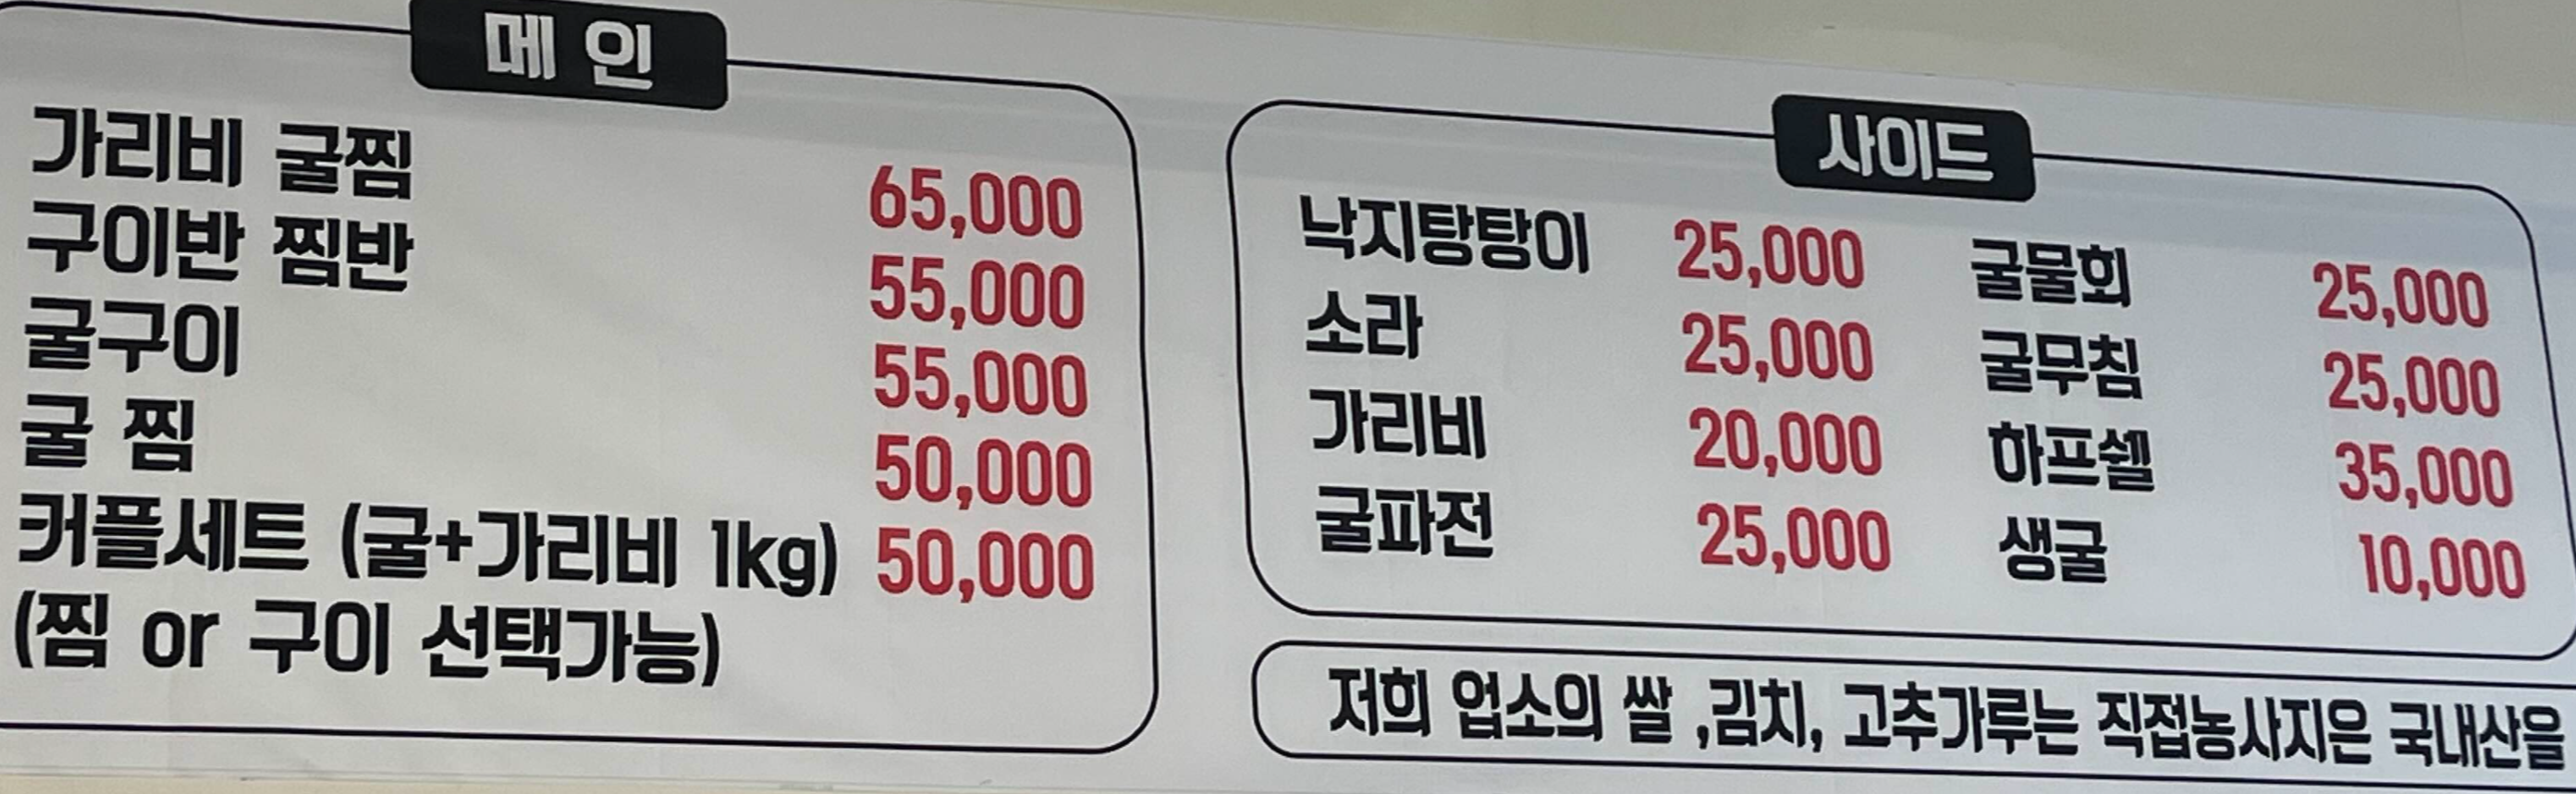 메인
가리비 굴찜 65,000
구이반 찜반 55,000
굴구이 55,000
굴 찜 50,000
커플세트 (굴+가리비 1kg) 50,000
(찜 or 구이 선택가능)
사이드
낙지탕탕이 25,000 굴물회 25,000
소라 25,000 굴무침 25,000
가리비 20,000 하프쉘 35,000
굴파전 25,000 생굴 10,000
저희 업소의 쌀 ,김치, 고추가루는 직접농사지은 국내산을